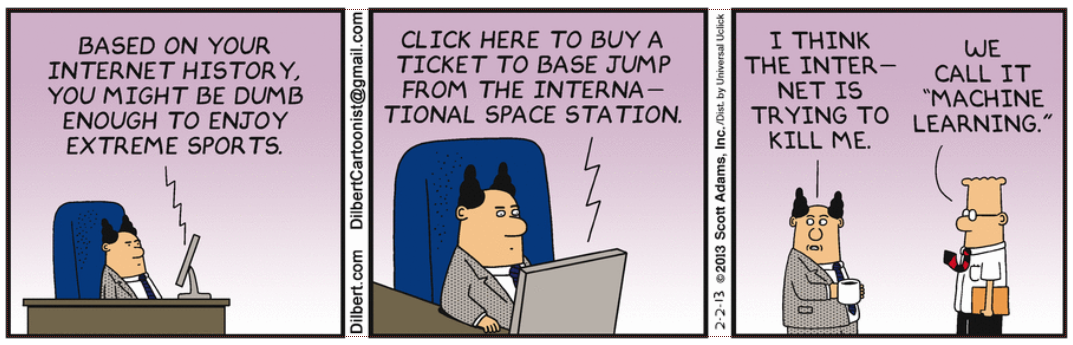 BASED ON YOUR
INTERNET HISTORY,
YOU MIGHT BE DUMB
ENOUGH TO ENJOY
EXTREME SPORTS.
Dilbert.com DilbertCartoonist@gmail.com
CLICK HERE TO BUY A
TICKET TO BASE JUMP
FROM THE INTERNA-
TIONAL SPACE STATION.
2-2-13 ©2013 Scott Adams, Inc. /Dist. by Universal Uclick
I THINK
THE INTER-
NET IS
TRYING TO
KILL ME.
WE
CALL IT
"MACHINE
LEARNING."